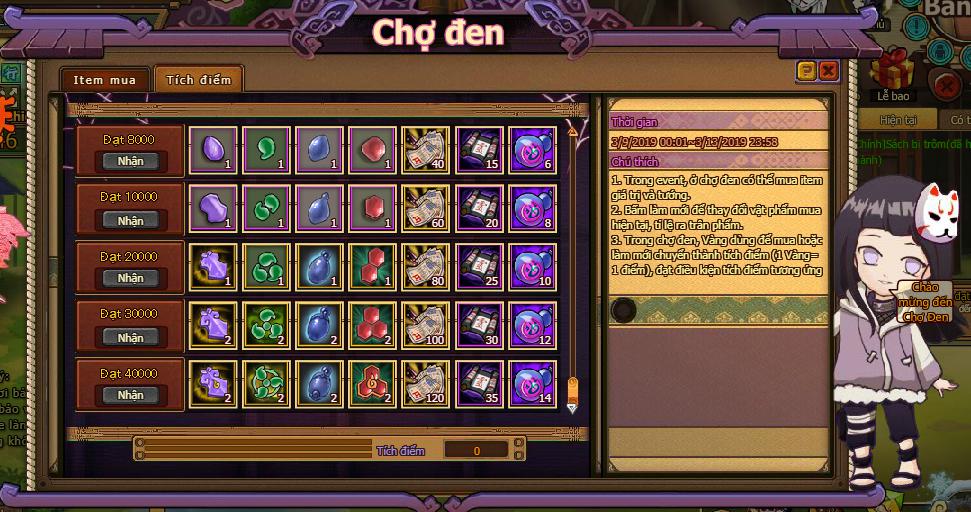 Chợ đen
Item mua
Tích điểm
Lễ bao
Hiện tại
Đạt 8000
Nhận
1 1 1 1 40 15 6
Đạt 10000
Nhận
1 1 1 1 60 20 8
Đạt 20000
Nhận
1 1 1 1 80 25 10
Đạt 30000
Nhận
2 2 2 2 100 30 12
Đạt 40000
Nhận
2 2 2 2 120 35 14
Tích điểm 0
Thời gian
3/9/2019 00:01~3/13/2019 23:58
Chú thích
1. Trong event, ở chợ đen có thể mua item
giá trị và tướng.
2. Bấm làm mới để thay đổi vật phẩm mua
hiện tại, tỉ lệ ra trân phẩm.
3. Trong chợ đen, Vàng dùng để mua hoặc
làm mới chuyển thành tích điểm (1 Vàng=
1 điểm), đạt điều kiện tích điểm tương ứng
Chào
mừng đến
Chợ Đen